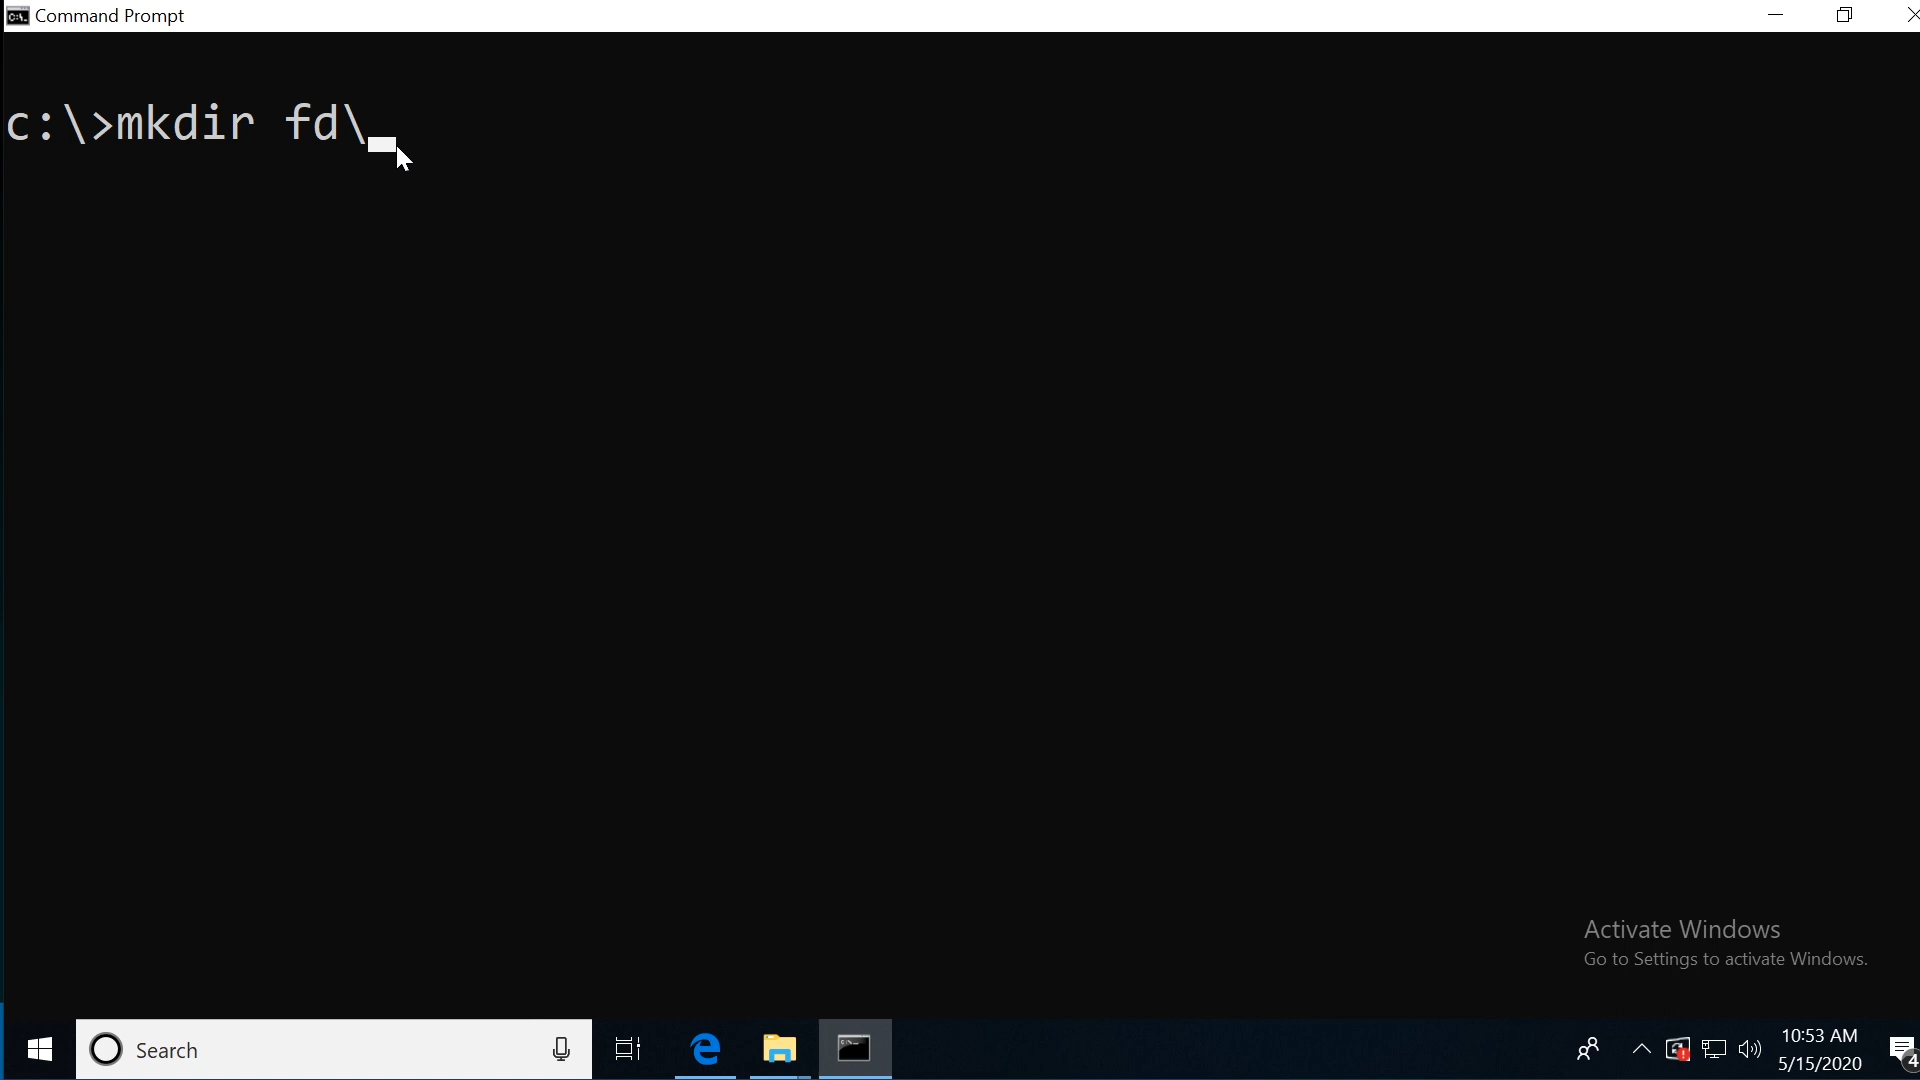 Command Prompt
c:\>mkdir fd\
Activate Windows
Go to Settings to activate Windows.
Search
10:53 AM
5/15/2020
4